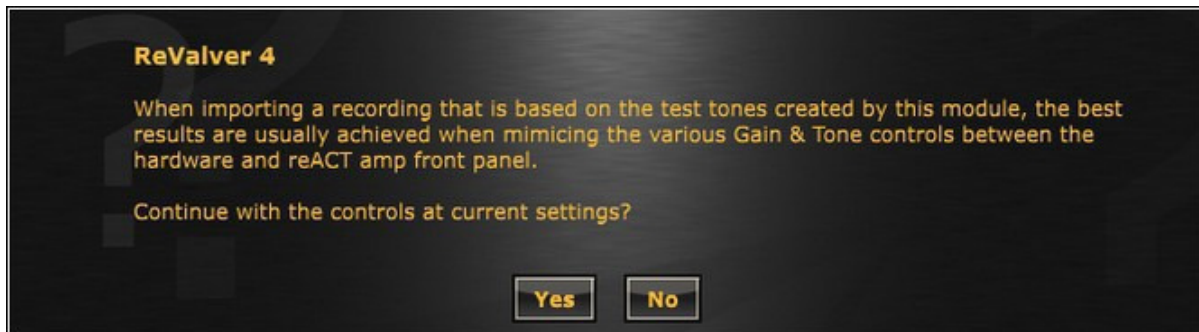 ReValver 4
When importing a recording that is based on the test tones created by this module, the best
results are usually achieved when mimicing the various Gain & Tone controls between the
hardware and reACT amp front panel.
Continue with the controls at current settings?
Yes No